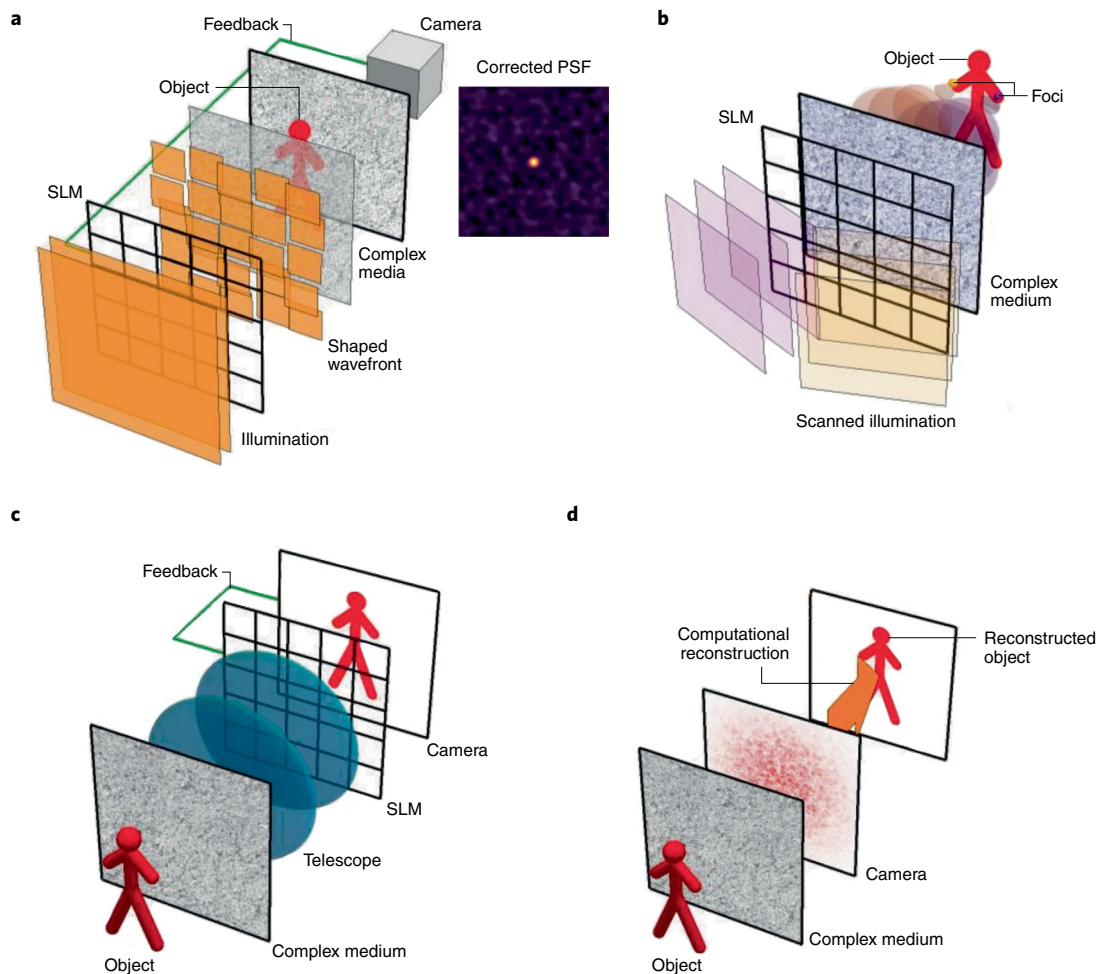 a
Feedback
Camera
Object
Corrected PSF
SLM
Complex
media
Shaped
wavefront
Illumination
b
Object
Foci
SLM
Complex
medium
Scanned illumination
c
Feedback
Camera
SLM
Telescope
Complex medium
Object
d
Computational
reconstruction
Reconstructed
object
Camera
Complex medium
Object